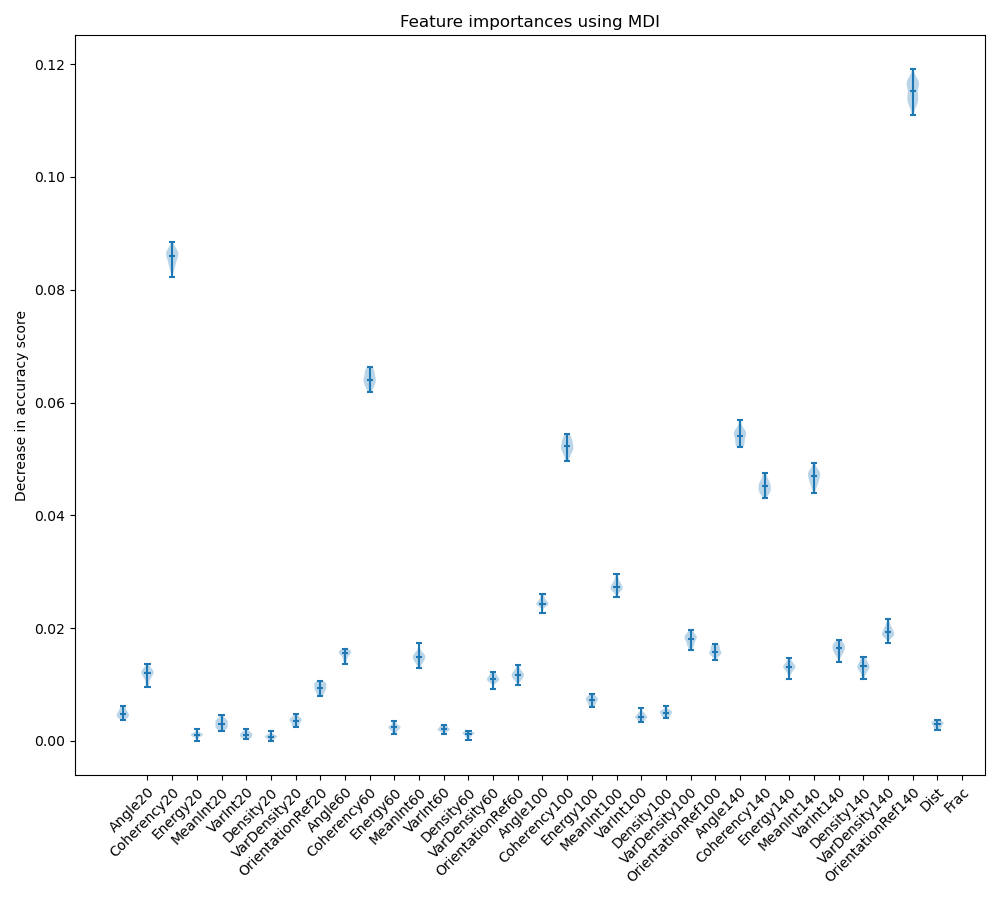 Feature importances using MDI
Decrease in accuracy score
0.12
0.10
0.08
0.06
0.04
0.02
0.00
Angle20
Coherency20
Energy20
MeanInt20
VarInt20
Density20
VarDensity20
OrientationRef20
Angle60
Coherency60
Energy60
MeanInt60
VarInt60
Density60
VarDensity60
OrientationRef60
Angle100
Coherency100
Energy100
MeanInt100
VarInt100
Density100
VarDensity100
OrientationRef100
Angle140
Coherency140
Energy140
MeanInt140
VarInt140
Density140
VarDensity140
OrientationRef140
Dist
Frac